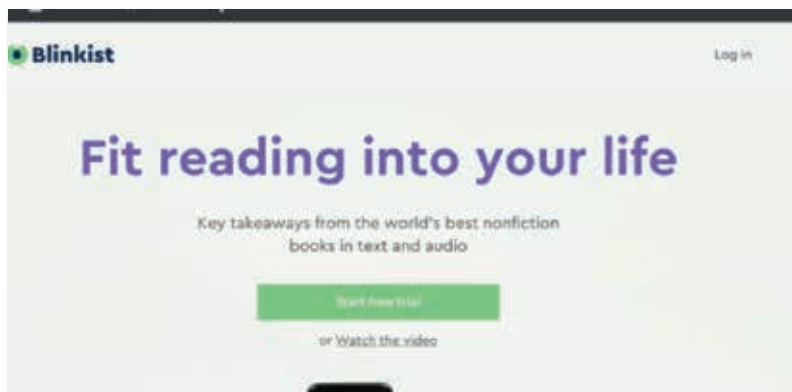 Blinkist
Log in
Fit reading into your life
Key takeaways from the world's best nonfiction
books in text and audio
Start free trial
or Watch the video